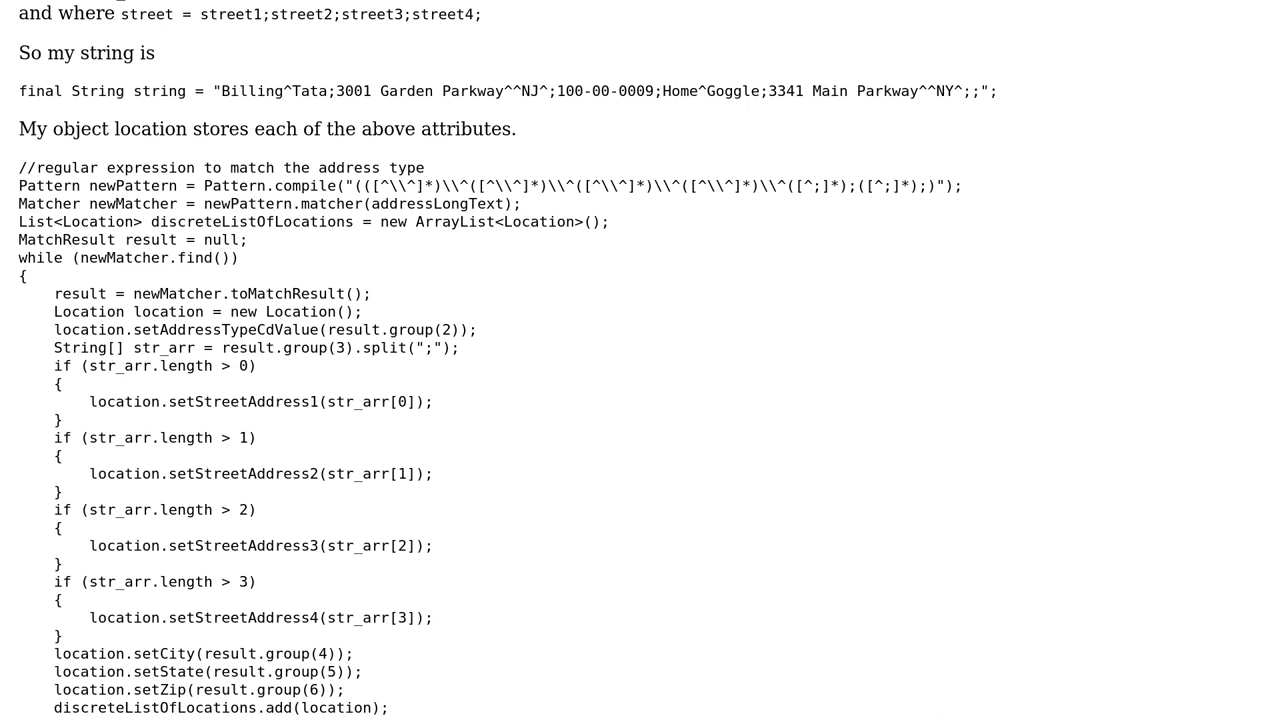 and where street = street1;street2;street3;street4;
So my string is
final String string = "Billing^Tata;3001 Garden Parkway^^NJ^;100-00-0009;Home^Goggle;3341 Main Parkway^^NY^;;";
My object location stores each of the above attributes.
//regular expression to match the address type
Pattern newPattern = Pattern.compile("(([^\\^]*)\\^([^\\^]*)\\^([^\\^]*)\\^([^\\^]*)\\^([^;]*);([^;]*);)");
Matcher newMatcher = newPattern.matcher(addressLongText);
List<Location> discreteListOfLocations = new ArrayList<Location>();
MatchResult result = null;
while (newMatcher.find())
{
    result = newMatcher.toMatchResult();
    Location location = new Location();
    location.setAddressTypeCdValue(result.group(2));
    String[] str_arr = result.group(3).split(";");
    if (str_arr.length > 0)
    {
        location.setStreetAddress1(str_arr[0]);
    }
    if (str_arr.length > 1)
    {
        location.setStreetAddress2(str_arr[1]);
    }
    if (str_arr.length > 2)
    {
        location.setStreetAddress3(str_arr[2]);
    }
    if (str_arr.length > 3)
    {
        location.setStreetAddress4(str_arr[3]);
    }
    location.setCity(result.group(4));
    location.setState(result.group(5));
    location.setZip(result.group(6));
    discreteListOfLocations.add(location);